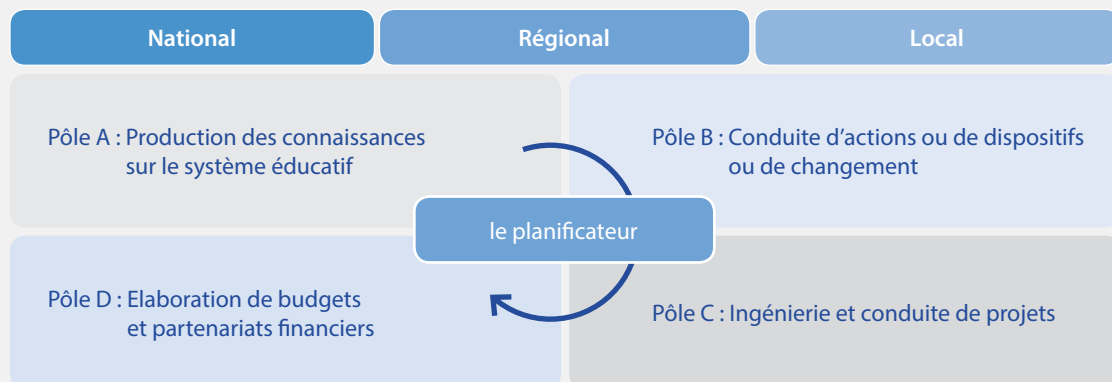 National
Régional
Local
Pôle A : Production des connaissances
sur le système éducatif
Pôle B : Conduite d'actions ou de dispositifs
ou de changement
le planificateur
Pôle D : Elaboration de budgets
et partenariats financiers
Pôle C : Ingénierie et conduite de projets